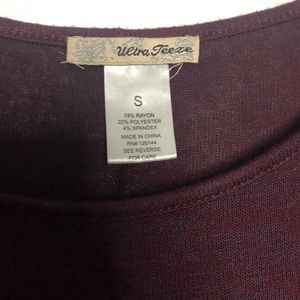 Ultra Teeze
S
74% RAYON
22% POLYESTER
4% SPANDEX
MADE IN CHINA
RN# 126144
SEE REVERSE
FOR CARE